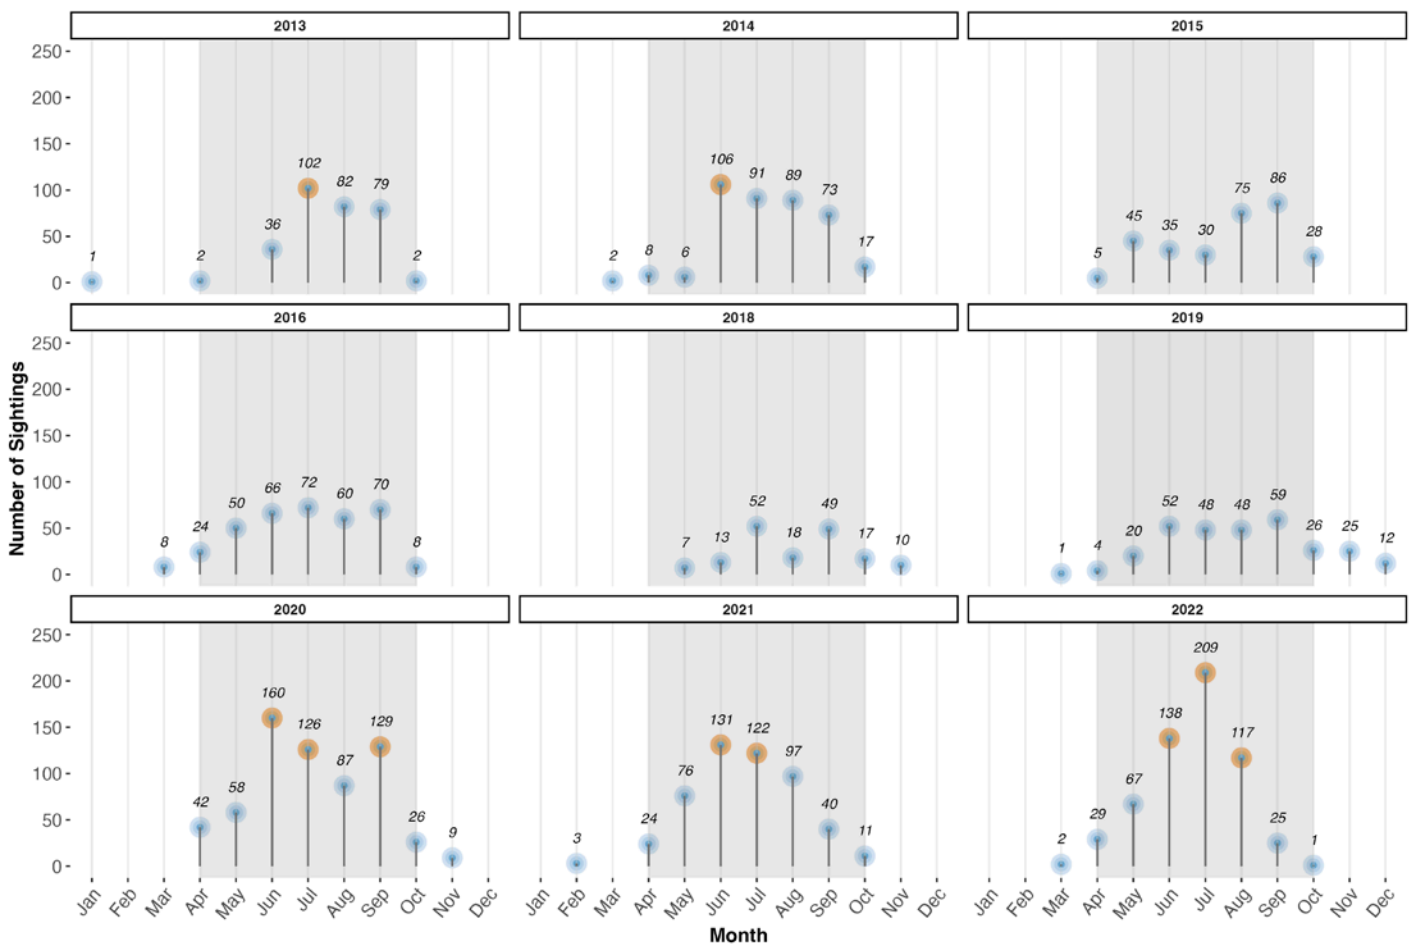 2013 2014 2015
250
200
150
100
50
0
1 2 36 102 82 79 2
2 8 6 106 91 89 73 17
5 45 35 30 75 86 28
2016 2018 2019
250
200
150
100
50
0
8 24 50 66 72 60 70 8
7 13 52 18 49 17 10
1 4 20 52 48 48 59 26 25 12
Number of Sightings
2020 2021 2022
250
200
150
100
50
0
42 58 160 126 87 129 26 9
3 24 76 131 122 97 40 11
2 29 67 138 209 117 25 1
Jan Feb Mar Apr May Jun Jul Aug Sep Oct Nov Dec
Jan Feb Mar Apr May Jun Jul Aug Sep Oct Nov Dec
Jan Feb Mar Apr May Jun Jul Aug Sep Oct Nov Dec
Month